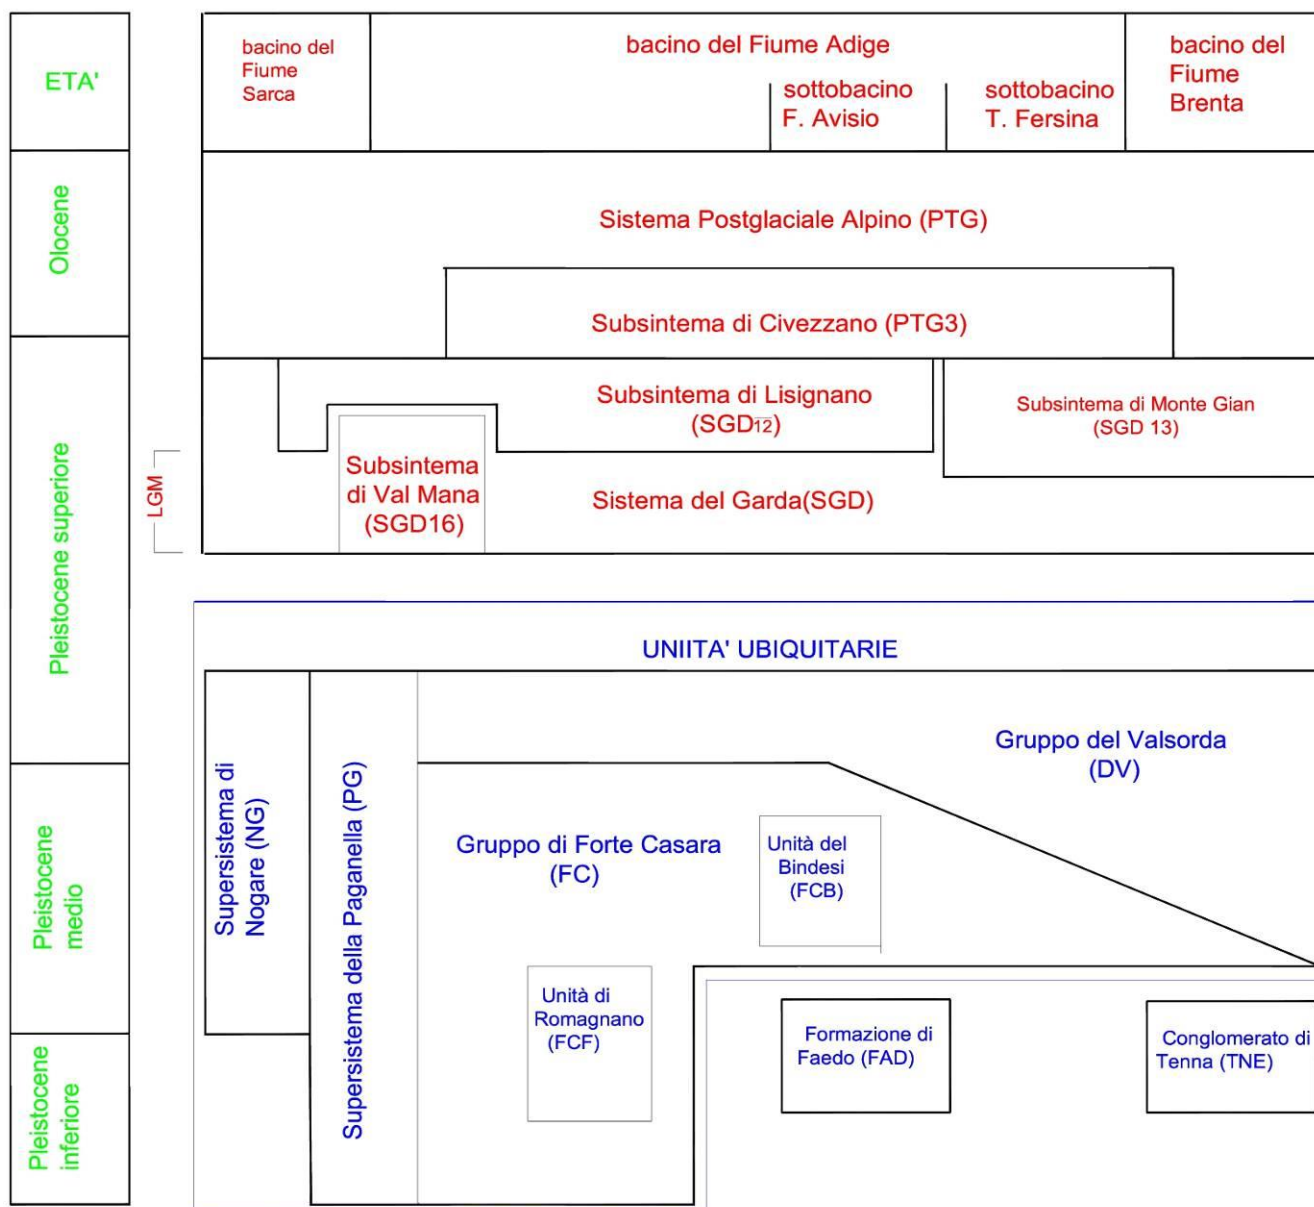 ETA'
bacino del
Fiume
Sarca
bacino del Fiume Adige
sottobacino
F. Avisio
sottobacino
T. Fersina
bacino del
Fiume
Brenta
Olocene
Sistema Postglaciale Alpino (PTG)
Subsintema di Civezzano (PTG3)
Pleistocene superiore
LGM
Subsintema di Lisignano
(SGD12)
Subsintema di Monte Gian
(SGD 13)
Subsintema
di Val Mana
(SGD16)
Sistema del Garda(SGD)
UNIITA' UBIQUITARIE
Gruppo del Valsorda
(DV)
Pleistocene
medio
Supersistema di
Nogare (NG)
Supersistema della Paganella (PG)
Gruppo di Forte Casara
(FC)
Unità del
Bindesi
(FCB)
Unità di
Romagnano
(FCF)
Formazione di
Faedo (FAD)
Conglomerato di
Tenna (TNE)
Pleistocene
inferiore